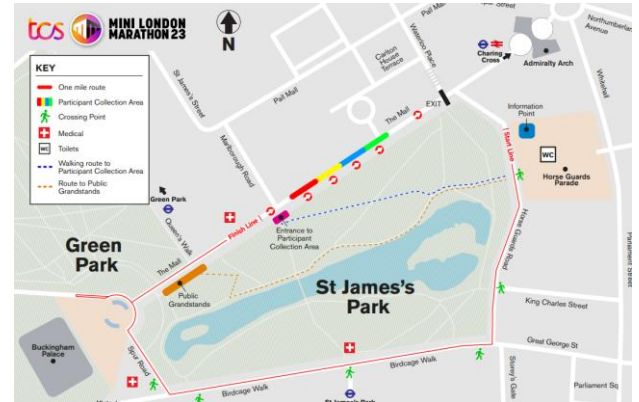 tcs MINI LONDON
MARATHON 23
N
KEY
One mile route
Participant Collection Area
Crossing Point
Medical
WC Toilets
Walking route to
Participant Collection Area
Route to Public
Grandstands
Pall Mall
Northumberland
Avenue
Charing
Cross
Admiralty Arch
Whitehall
Waterloo Place
Carlton
House
Terrace
St James's Street
Pall Mall
EXIT
The Mall
Information
Point
WC
Marlborough Road
Start Line
Horse Guards
Parade
Green Park
Queen's Walk
Finish Line
Entrance to
Participant
Collection Area
Horse Guards Road
Parliament Street
Green
Park
The Mall
Public
Grandstands
St James's
Park
King Charles Street
Buckingham
Palace
Spur Road
Great George St
Birdcage Walk
Birdcage Walk
Storey's Gate
Parliament Sq
St James's Park